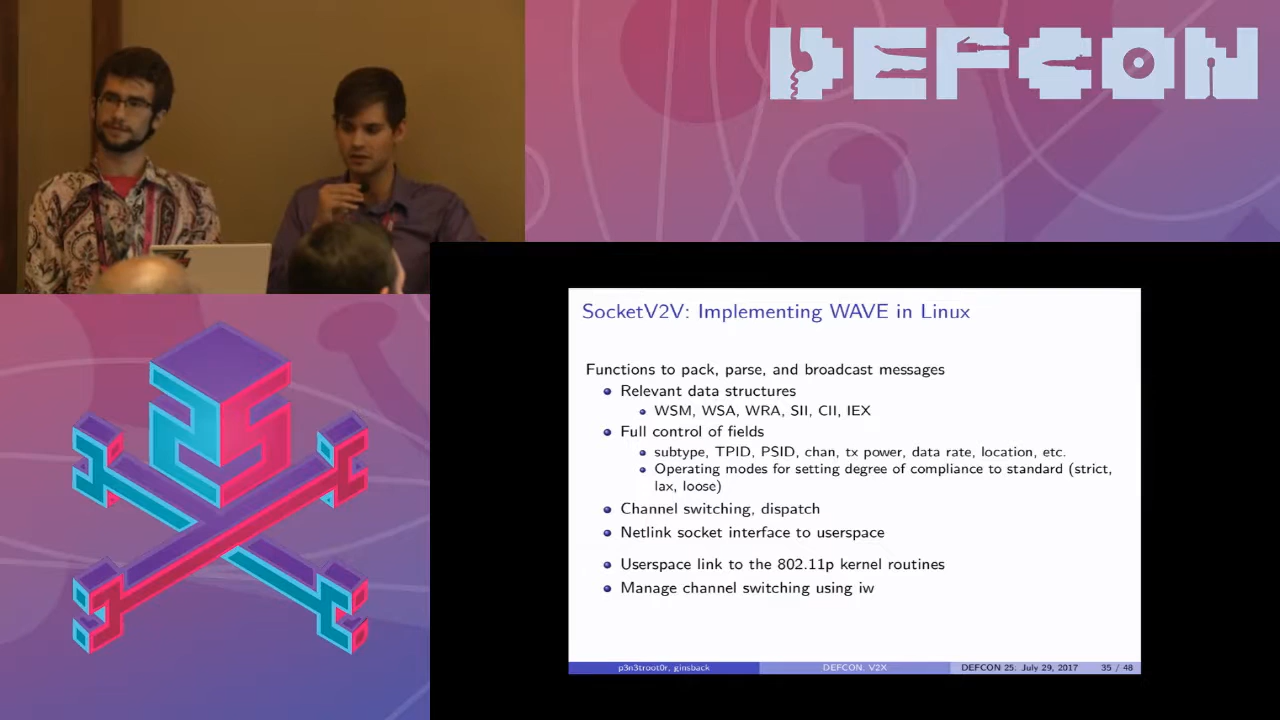 DEFCON
SocketV2V: Implementing WAVE in Linux
Functions to pack, parse, and broadcast messages
Relevant data structures
WSM, WSA, WRA, SII, CII, IEX
Full control of fields
subtype, TPID, PSID, chan, tx power, data rate, location, etc.
Operating modes for setting degree of compliance to standard (strict,
lax, loose)
Channel switching, dispatch
Netlink socket interface to userspace
Userspace link to the 802.11p kernel routines
Manage channel switching using iw
p3n3troot0r, ginsback
DEFCON, V2X
DEFCON 25: July 29, 2017
35 / 48